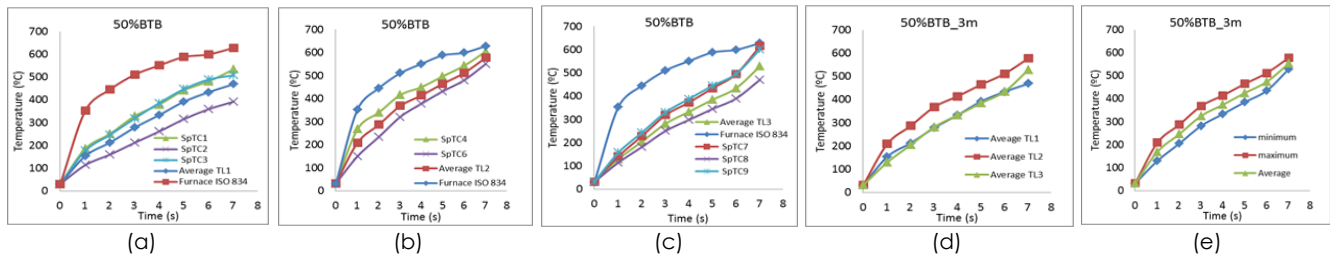 50%BTB
Temperature (ºC)
700
600
500
400
300
200
100
0
0 1 2 3 4 5 6 7 8
Time (s)
SpTC1
SpTC2
SpTC3
Average TL1
Furnace ISO 834
(a)
50%BTB
Temperature (ºC)
700
600
500
400
300
200
100
0
0 1 2 3 4 5 6 7 8
Time (s)
SpTC4
SpTC6
Average TL2
Furnace ISO 834
(b)
50%BTB
Temperature (ºC)
700
600
500
400
300
200
100
0
0 1 2 3 4 5 6 7 8
Time (s)
Average TL3
Furnace ISO 834
SpTC7
SpTC8
SpTC9
(c)
50%BTB_3m
Temperature (ºC)
700
600
500
400
300
200
100
0
0 1 2 3 4 5 6 7 8
Time (s)
Average TL1
Average TL2
Average TL3
(d)
50%BTB_3m
Temperature (ºC)
700
600
500
400
300
200
100
0
0 1 2 3 4 5 6 7 8
Time (s)
minimum
maximum
Average
(e)